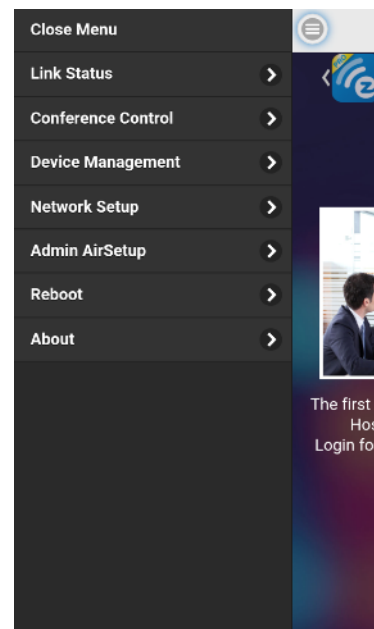 Close Menu
Link Status
Conference Control
Device Management
Network Setup
Admin AirSetup
Reboot
About
PRO
The first
Hos
Login fo